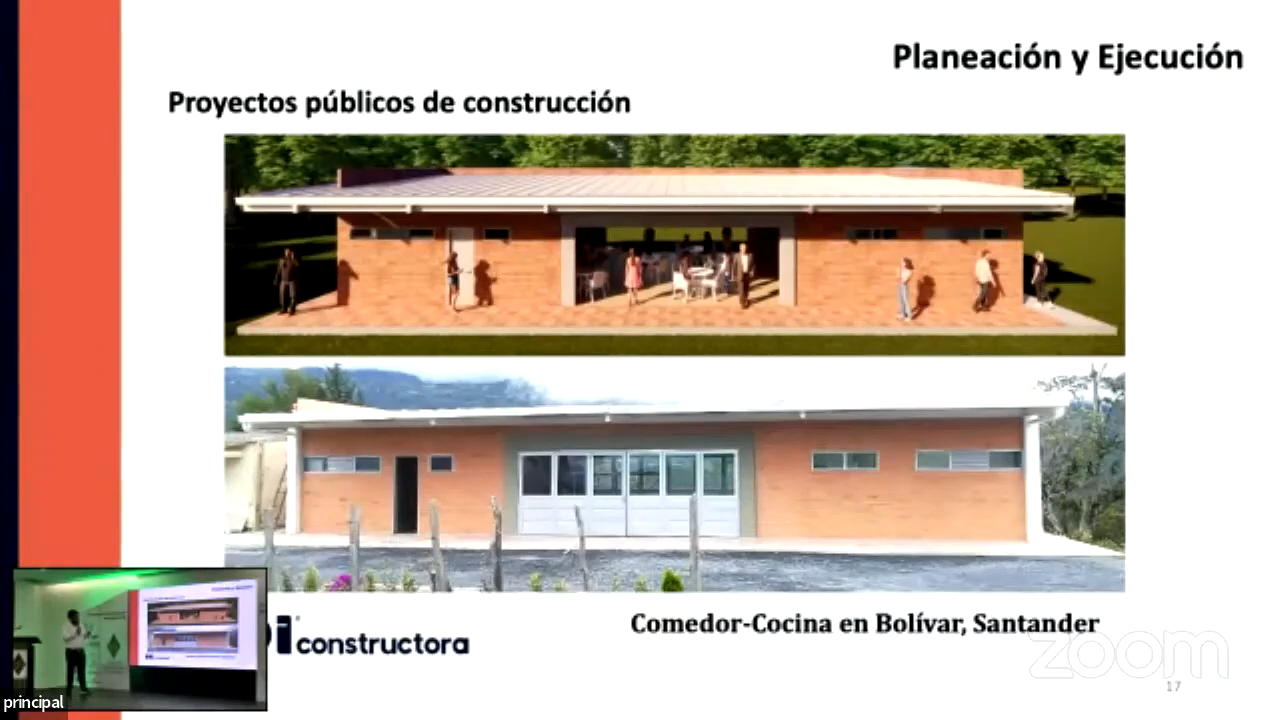 Planeación y Ejecución
Proyectos públicos de construcción
constructora
Comedor-Cocina en Bolívar, Santander
zoom
17
principal